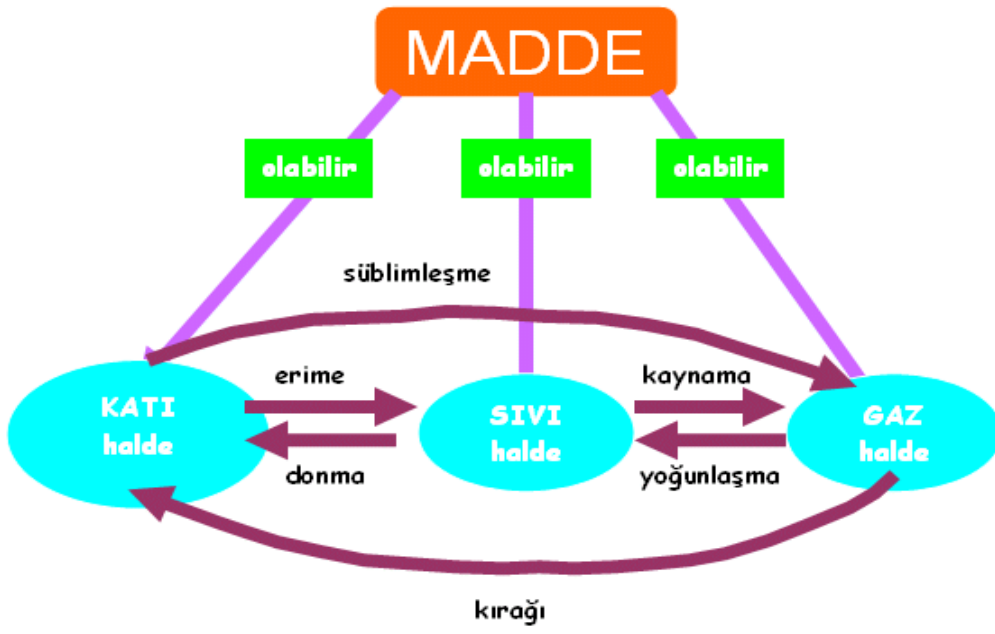 MADDE
olabilir
olabilir
olabilir
süblimleşme
erime
kaynama
KATI
halde
SIVI
halde
GAZ
halde
donma
yoğunlaşma
kırağı